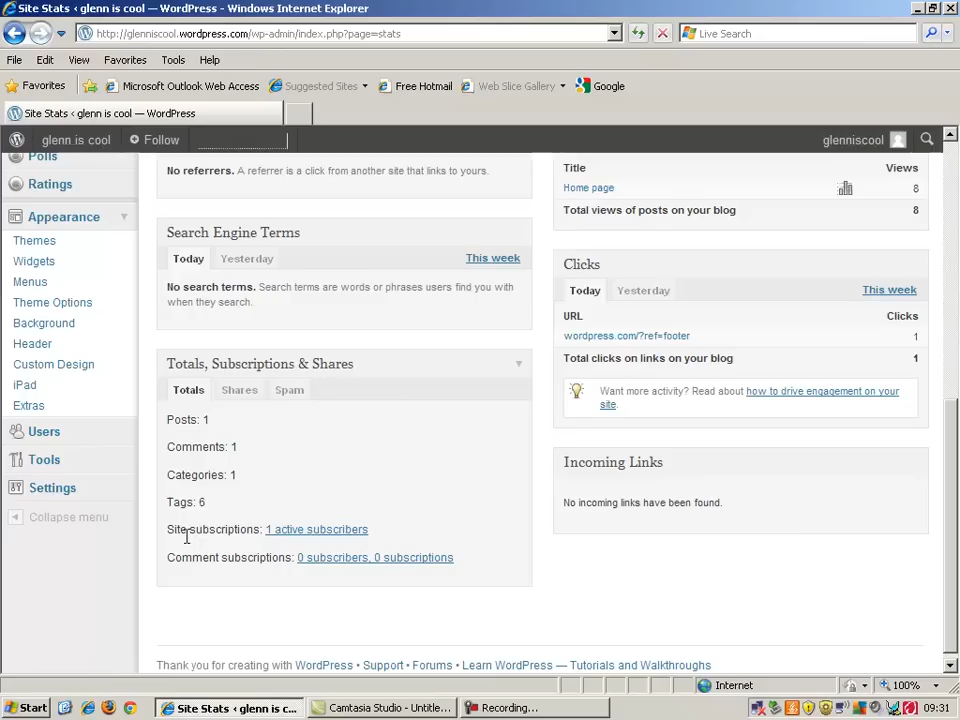 Site Stats ‹ glenn is cool — WordPress - Windows Internet Explorer
http://glenniscool.wordpress.com/wp-admin/index.php?page=stats
Live Search
File Edit View Favorites Tools Help
Favorites Microsoft Outlook Web Access Suggested Sites Free Hotmail Web Slice Gallery Google
Site Stats ‹ glenn is cool — WordPress
glenn is cool Follow glenniscool
Polls
Ratings
Appearance
Themes
Widgets
Menus
Theme Options
Background
Header
Custom Design
iPad
Extras
Users
Tools
Settings
Collapse menu
No referrers. A referrer is a click from another site that links to yours.
Search Engine Terms
Today Yesterday This week
No search terms. Search terms are words or phrases users find you with
when they search.
Totals, Subscriptions & Shares
Totals Shares Spam
Posts: 1
Comments: 1
Categories: 1
Tags: 6
Site subscriptions: 1 active subscribers
Comment subscriptions: 0 subscribers, 0 subscriptions
Title Views
Home page 8
Total views of posts on your blog 8
Clicks
Today Yesterday This week
URL Clicks
wordpress.com/?ref=footer 1
Total clicks on links on your blog 1
Want more activity? Read about how to drive engagement on your
site.
Incoming Links
No incoming links have been found.
Thank you for creating with WordPress • Support • Forums • Learn WordPress — Tutorials and Walkthroughs
Internet 100%
Start Site Stats ‹ glenn is c... Camtasia Studio - Untitle... Recording... 09:31